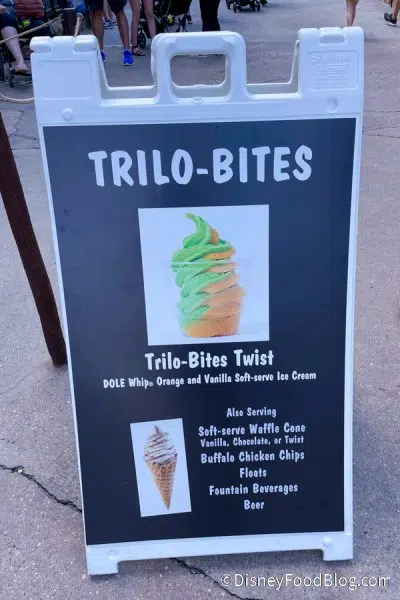 TRILO-BITES
Trilo-Bites Twist
DOLE Whip® Orange and Vanilla Soft-serve Ice Cream
Also Serving
Soft-serve Waffle Cone
Vanilla, Chocolate, or Twist
Buffalo Chicken Chips
Floats
Fountain Beverages
Beer
©DisneyFoodBlog.com